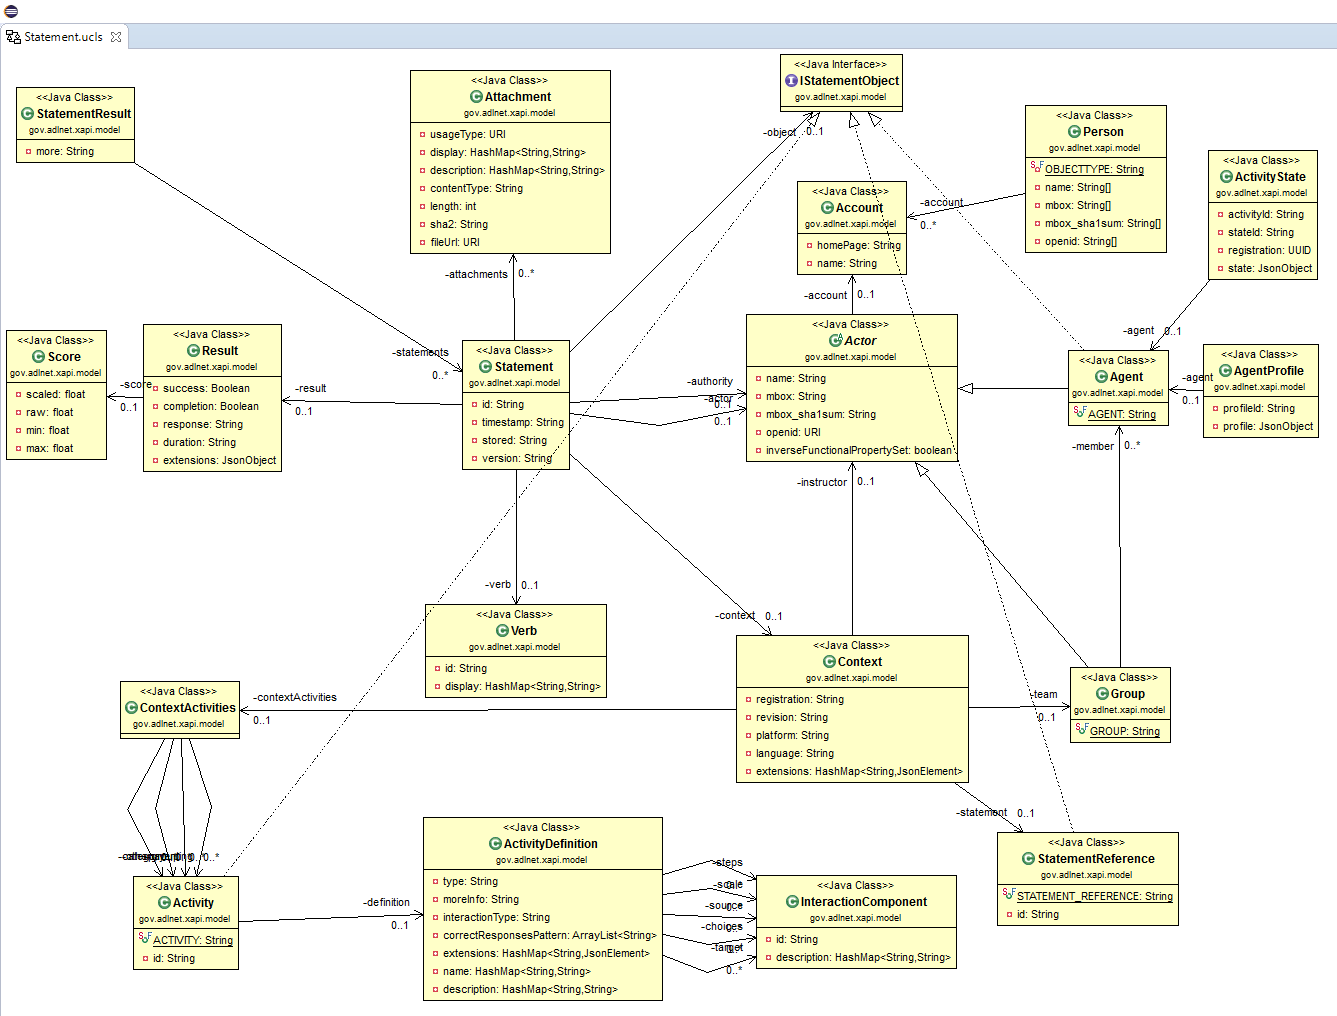 Statement.ucls
<<Java Interface>>
IStatementObject
gov.adlnet.xapi.model
<<Java Class>>
StatementResult
gov.adlnet.xapi.model
more: String
<<Java Class>>
Attachment
gov.adlnet.xapi.model
usageType: URI
display: HashMap<String,String>
description: HashMap<String,String>
contentType: String
length: int
sha2: String
fileUrl: URI
-object
0..1
<<Java Class>>
Person
gov.adlnet.xapi.model
OBJECTTYPE: String
name: String[]
mbox: String[]
mbox_sha1sum: String[]
openid: String[]
<<Java Class>>
ActivityState
gov.adlnet.xapi.model
activityId: String
stateId: String
registration: UUID
state: JsonObject
<<Java Class>>
Account
gov.adlnet.xapi.model
homePage: String
name: String
-account
0..*
-attachments
0..*
-account
0..1
<<Java Class>>
Score
gov.adlnet.xapi.model
scaled: float
raw: float
min: float
max: float
-score
0..1
<<Java Class>>
Result
gov.adlnet.xapi.model
success: Boolean
completion: Boolean
response: String
duration: String
extensions: JsonObject
-result
0..1
-statements
0..*
<<Java Class>>
Statement
gov.adlnet.xapi.model
id: String
timestamp: String
stored: String
version: String
-authority
0..1
-actor
0..1
<<Java Class>>
Actor
gov.adlnet.xapi.model
name: String
mbox: String
mbox_sha1sum: String
openid: URI
inverseFunctionalPropertySet: boolean
-agent
0..1
<<Java Class>>
Agent
gov.adlnet.xapi.model
AGENT: String
-agent
0..1
<<Java Class>>
AgentProfile
gov.adlnet.xapi.model
profileId: String
profile: JsonObject
-member
0..*
-instructor
0..1
-verb
0..1
<<Java Class>>
Verb
gov.adlnet.xapi.model
id: String
display: HashMap<String,String>
-context
0..1
<<Java Class>>
Context
gov.adlnet.xapi.model
registration: String
revision: String
platform: String
language: String
extensions: HashMap<String,JsonElement>
<<Java Class>>
ContextActivities
gov.adlnet.xapi.model
-contextActivities
0..1
-team
0..1
<<Java Class>>
Group
gov.adlnet.xapi.model
GROUP: String
-statement
0..1
<<Java Class>>
StatementReference
gov.adlnet.xapi.model
STATEMENT_REFERENCE: String
id: String
0..*
<<Java Class>>
Activity
gov.adlnet.xapi.model
ACTIVITY: String
id: String
-definition
0..1
<<Java Class>>
ActivityDefinition
gov.adlnet.xapi.model
type: String
moreInfo: String
interactionType: String
correctResponsesPattern: ArrayList<String>
extensions: HashMap<String,JsonElement>
name: HashMap<String,String>
description: HashMap<String,String>
-steps
-scale
-source
-choices
-target
0..*
<<Java Class>>
InteractionComponent
gov.adlnet.xapi.model
id: String
description: HashMap<String,String>